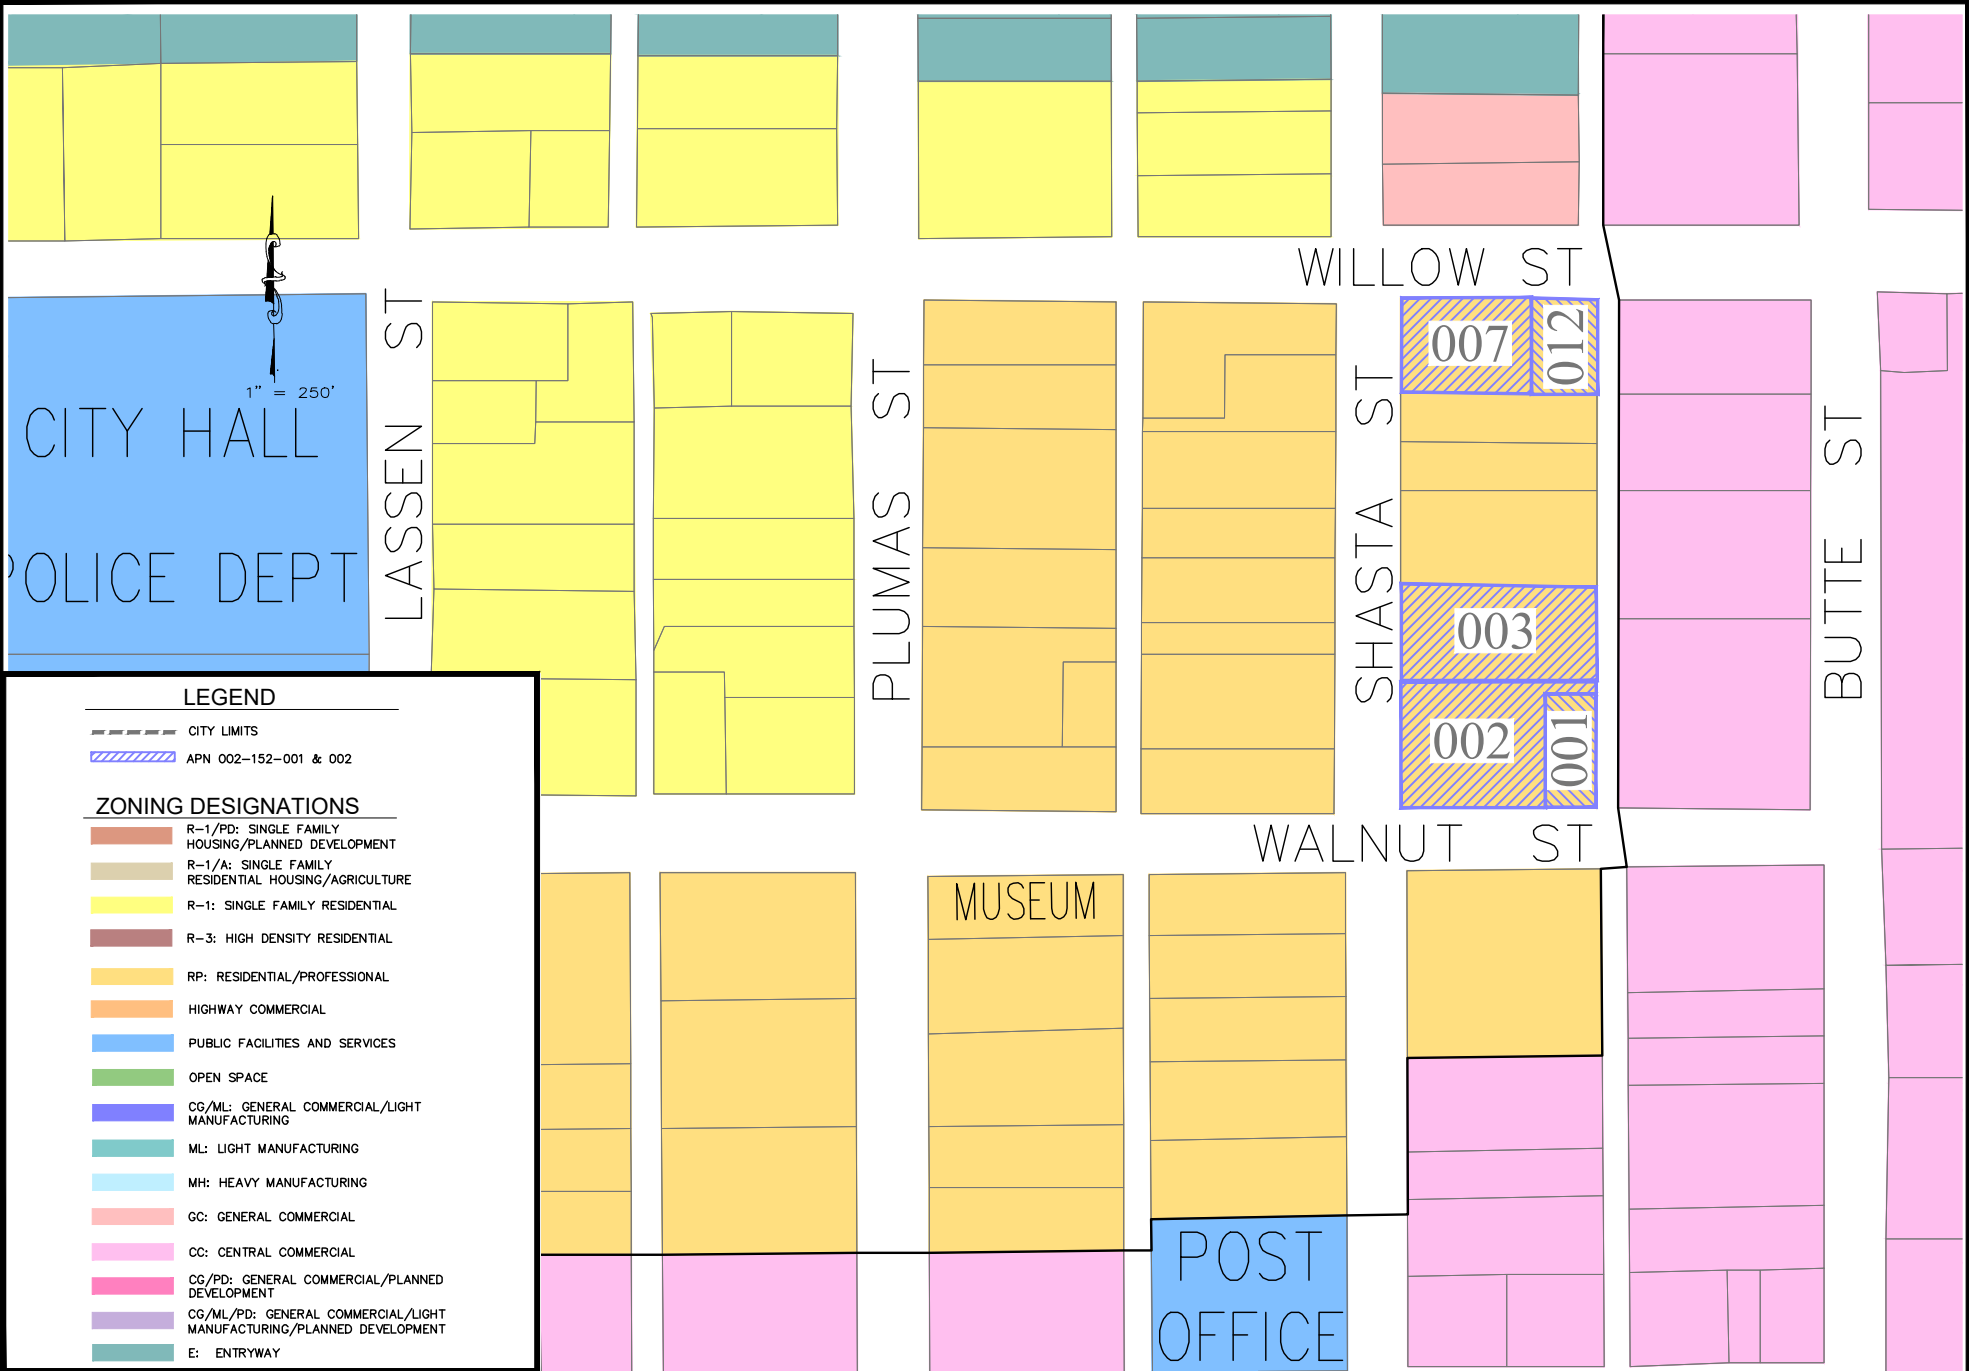 WILLOW ST
007
012
1" = 250'
CITY HALL
POLICE DEPT
LASSEN ST
PLUMAS ST
SHASTA ST
BUTTE ST
003
002
001
WALNUT ST
MUSEUM
POST
OFFICE
LEGEND
CITY LIMITS
APN 002-152-001 & 002
ZONING DESIGNATIONS
R-1/PD: SINGLE FAMILY
HOUSING/PLANNED DEVELOPMENT
R-1/A: SINGLE FAMILY
RESIDENTIAL HOUSING/AGRICULTURE
R-1: SINGLE FAMILY RESIDENTIAL
R-3: HIGH DENSITY RESIDENTIAL
RP: RESIDENTIAL/PROFESSIONAL
HIGHWAY COMMERCIAL
PUBLIC FACILITIES AND SERVICES
OPEN SPACE
CG/ML: GENERAL COMMERCIAL/LIGHT
MANUFACTURING
ML: LIGHT MANUFACTURING
MH: HEAVY MANUFACTURING
GC: GENERAL COMMERCIAL
CC: CENTRAL COMMERCIAL
CG/PD: GENERAL COMMERCIAL/PLANNED
DEVELOPMENT
CG/ML/PD: GENERAL COMMERCIAL/LIGHT
MANUFACTURING/PLANNED DEVELOPMENT
E: ENTRYWAY